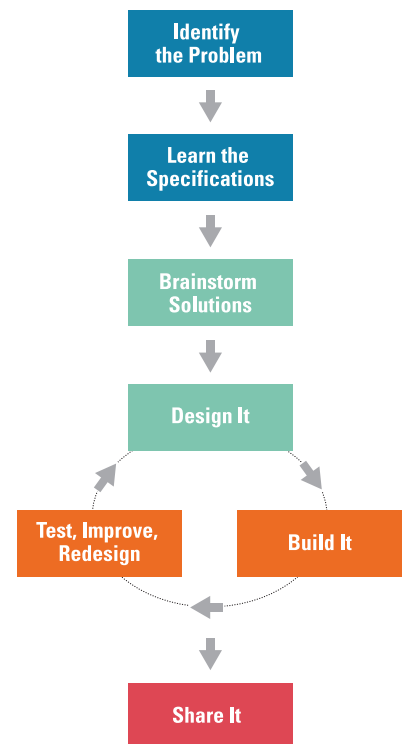 Identify
the Problem
Learn the
Specifications
Brainstorm
Solutions
Design It
Test, Improve,
Redesign
Build It
Share It